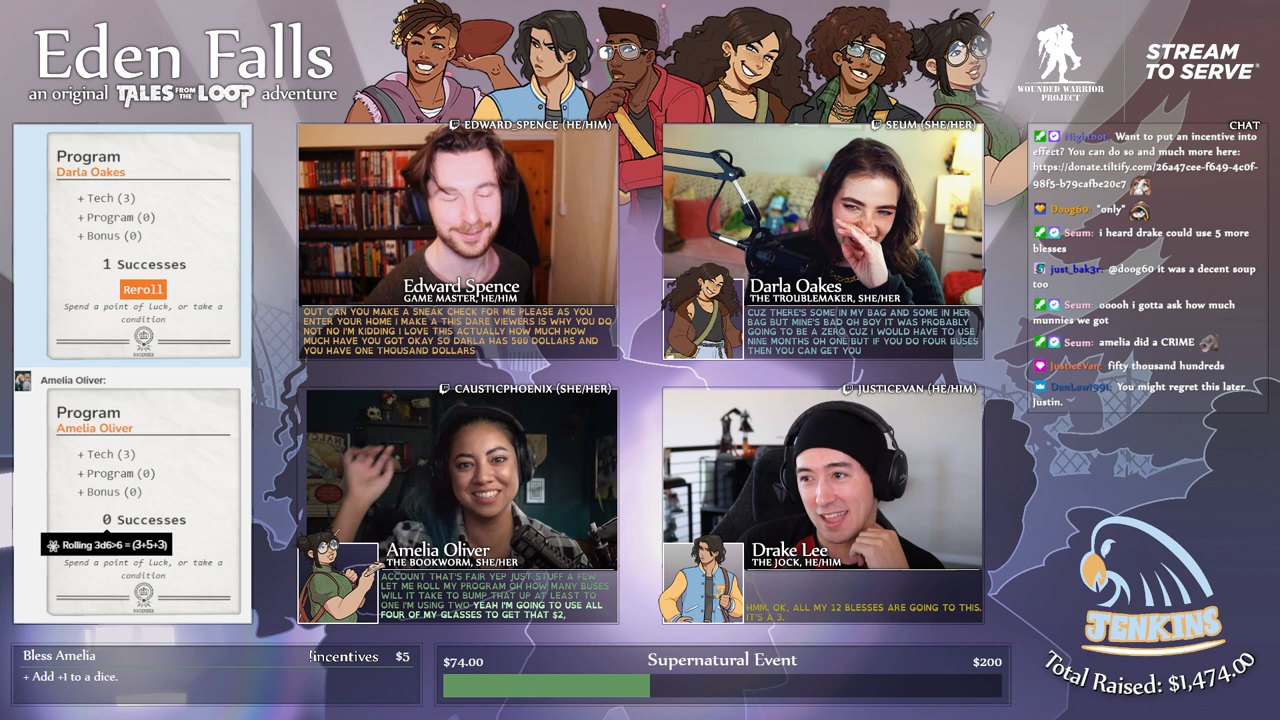 Eden Falls
an original TALES FROM THE LOOP adventure
WOUNDED WARRIOR
PROJECT
STREAM
TO SERVE
Program
Darla Oakes
+ Tech (3)
+ Program (0)
+ Bonus (0)
1 Successes
Reroll
Spend a point of luck, or take a
condition
Amelia Oliver:
Program
Amelia Oliver
+ Tech (3)
+ Program (0)
+ Bonus (0)
0 Successes
Rolling 3d6>6 = (3+5+3)
Spend a point of luck, or take a
condition
EDWARD_SPENCE (HE/HIM)
Edward Spence
GAME MASTER, HE/HIM
OUT CAN YOU MAKE A SNEAK CHECK FOR ME PLEASE AS YOU
ENTER YOUR HOME I MAKE A THIS DARE VIEWERS IS WHY YOU DO
NOT NO I'M KIDDING I LOVE THIS ACTUALLY HOW MUCH HOW
MUCH HAVE YOU GOT OKAY SO DARLA HAS 500 DOLLARS AND
YOU HAVE ONE THOUSAND DOLLARS
SEUM (SHE/HER)
Darla Oakes
THE TROUBLEMAKER, SHE/HER
CUZ THERE'S SOME IN MY BAG AND SOME IN HER
BAG BUT MINE'S BAD OH BOY IT WAS PROBABLY
GOING TO BE A ZERO CUZ I WOULD HAVE TO USE
NINE MONTHS OH ONE BUT IF YOU DO FOUR BUSES
THEN YOU CAN GET YOU
CAUSTICPHOENIX (SHE/HER)
Amelia Oliver
THE BOOKWORM, SHE/HER
ACCOUNT THAT'S FAIR YEP JUST STUFF A FEW
LET ME ROLL MY PROGRAM OH HOW MANY BUSES
WILL IT TAKE TO BUMP THAT UP AT LEAST TO
ONE I'M USING TWO YEAH I'M GOING TO USE ALL
FOUR OF MY GLASSES TO GET THAT $2,
JUSTICEVAN (HE/HIM)
Drake Lee
THE JOCK, HE/HIM
HMM. OK, ALL MY 12 BLESSES ARE GOING TO THIS.
IT'S A 3.
CHAT
Nightbot: Want to put an incentive into
effect? You can do so and much more here:
https://donate.tiltify.com/26a47cee-f649-4c0f-
98f5-b79cafbe20c7
Doog60: "only"
Seum: i heard drake could use 5 more
blesses
just_bak3r: @doog60 it was a decent soup
too
Seum: ooooh i gotta ask how much
munnies we got
Seum: amelia did a CRIME
JusticeVan: fifty thousand hundreds
DanLaw1991: You might regret this later
Justin.
JENKINS
Total Raised: $1,474.00
Bless Amelia
!incentives $5
+ Add +1 to a dice.
$74.00
Supernatural Event
$200